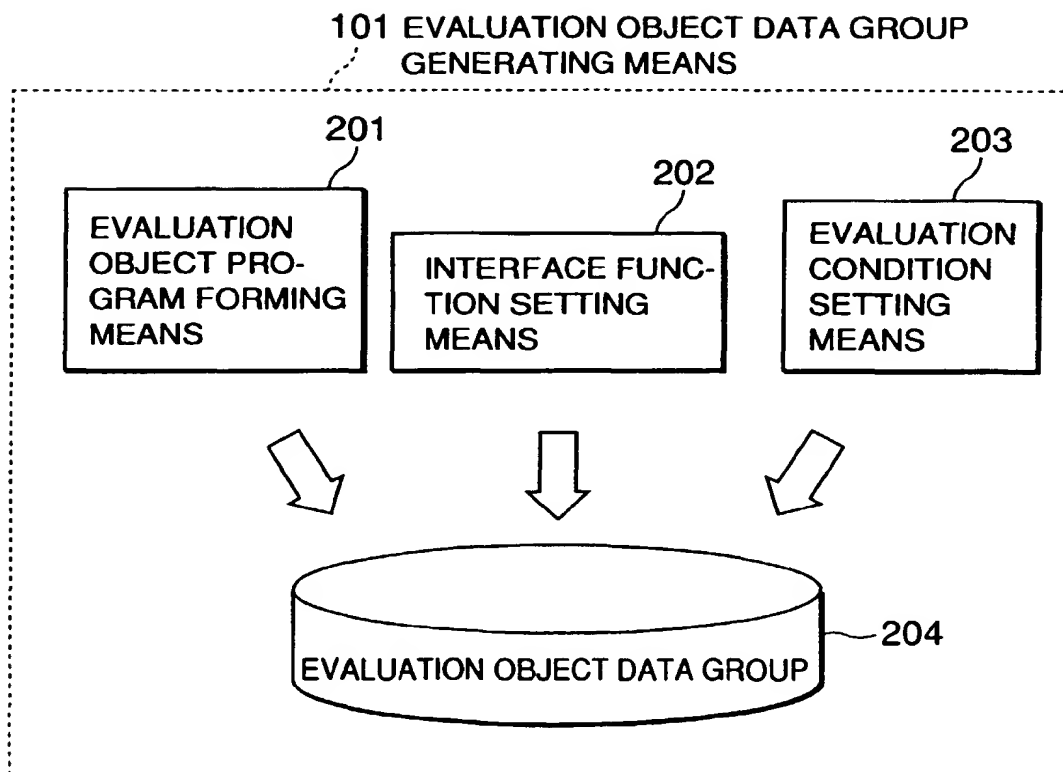 101 EVALUATION OBJECT DATA GROUP
GENERATING MEANS
201
EVALUATION
OBJECT PRO-
GRAM FORMING
MEANS
202
INTERFACE FUNC-
TION SETTING
MEANS
203
EVALUATION
CONDITION
SETTING
MEANS
204
EVALUATION OBJECT DATA GROUP